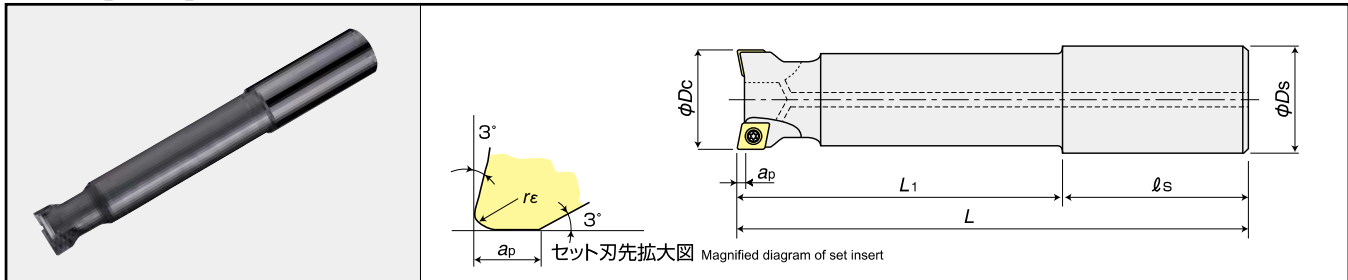 φDc
φDs
ap
L1
ℓs
L
3°
rε
3°
ap
セット刃先拡大図 Magnified diagram of set insert